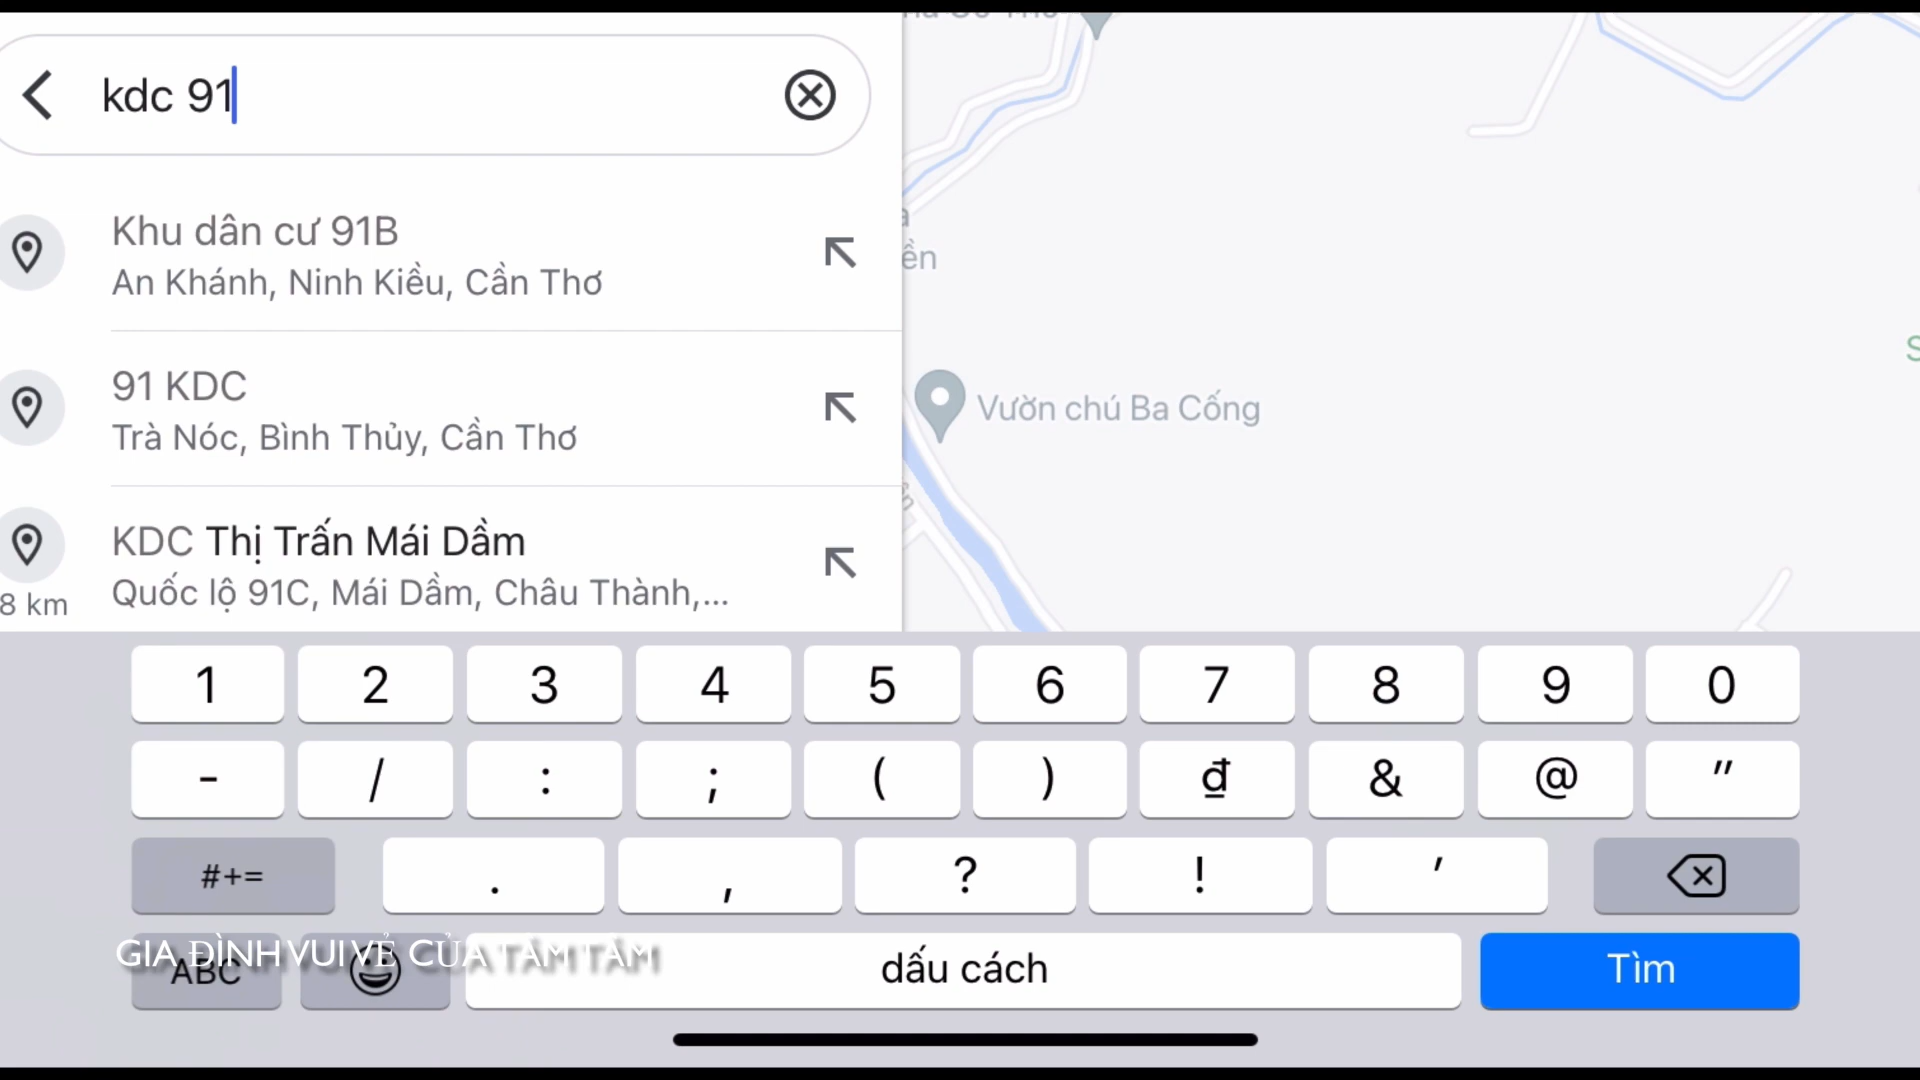 kdc 91
Khu dân cư 91B
An Khánh, Ninh Kiều, Cần Thơ
91 KDC
Trà Nóc, Bình Thủy, Cần Thơ
KDC Thị Trấn Mái Dầm
Quốc lộ 91C, Mái Dầm, Châu Thành,...
8 km
ền
Vườn chú Ba Cống
1 2 3 4 5 6 7 8 9 0
- / : ; ( ) ₫ & @ "
#+= . , ? ! '
GIA ĐÌNH VUI VẺ CỦA TÂM TÂM
ABC dấu cách Tìm